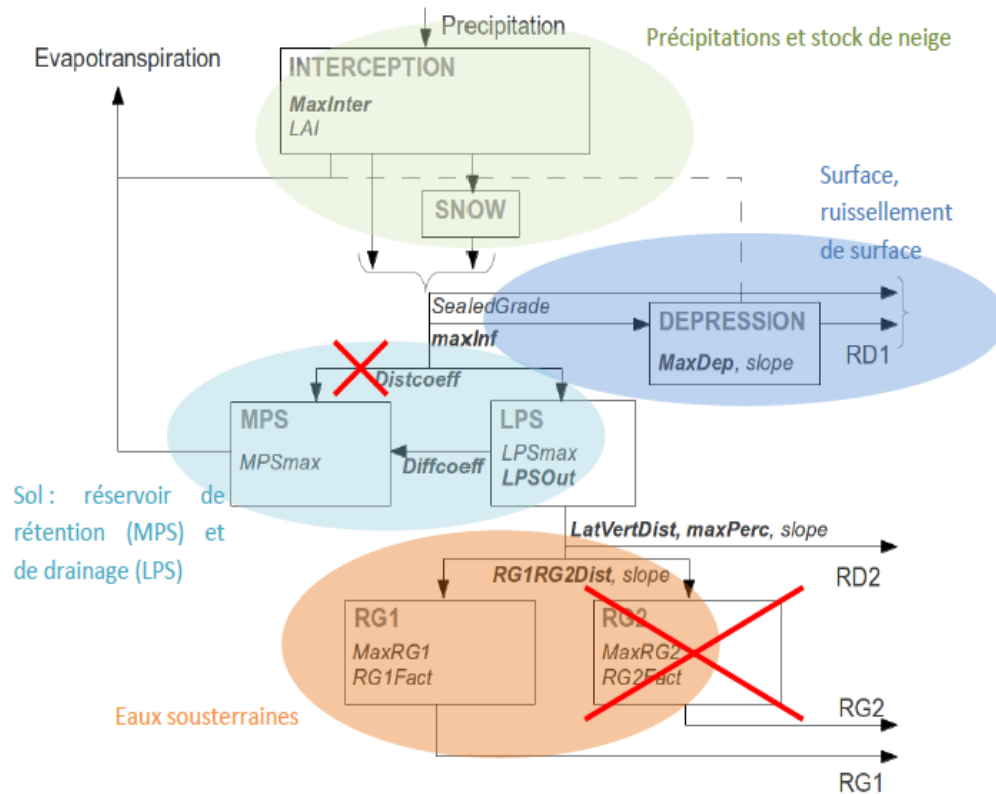 Precipitation
Précipitations et stock de neige
Evapotranspiration
INTERCEPTION
MaxInter
LAI
SNOW
Surface,
ruissellement
de surface
SealedGrade
maxInf
DEPRESSION
MaxDep, slope
RD1
Distcoeff
MPS
MPSmax
LPS
LPSmax
LPSOut
Diffcoeff
Sol : réservoir de
rétention (MPS) et
de drainage (LPS)
LatVertDist, maxPerc, slope
RD2
RG1RG2Dist, slope
RG1
MaxRG1
RG1Fact
RG2
MaxRG2
RG2Fact
Eaux sousterraines
RG2
RG1